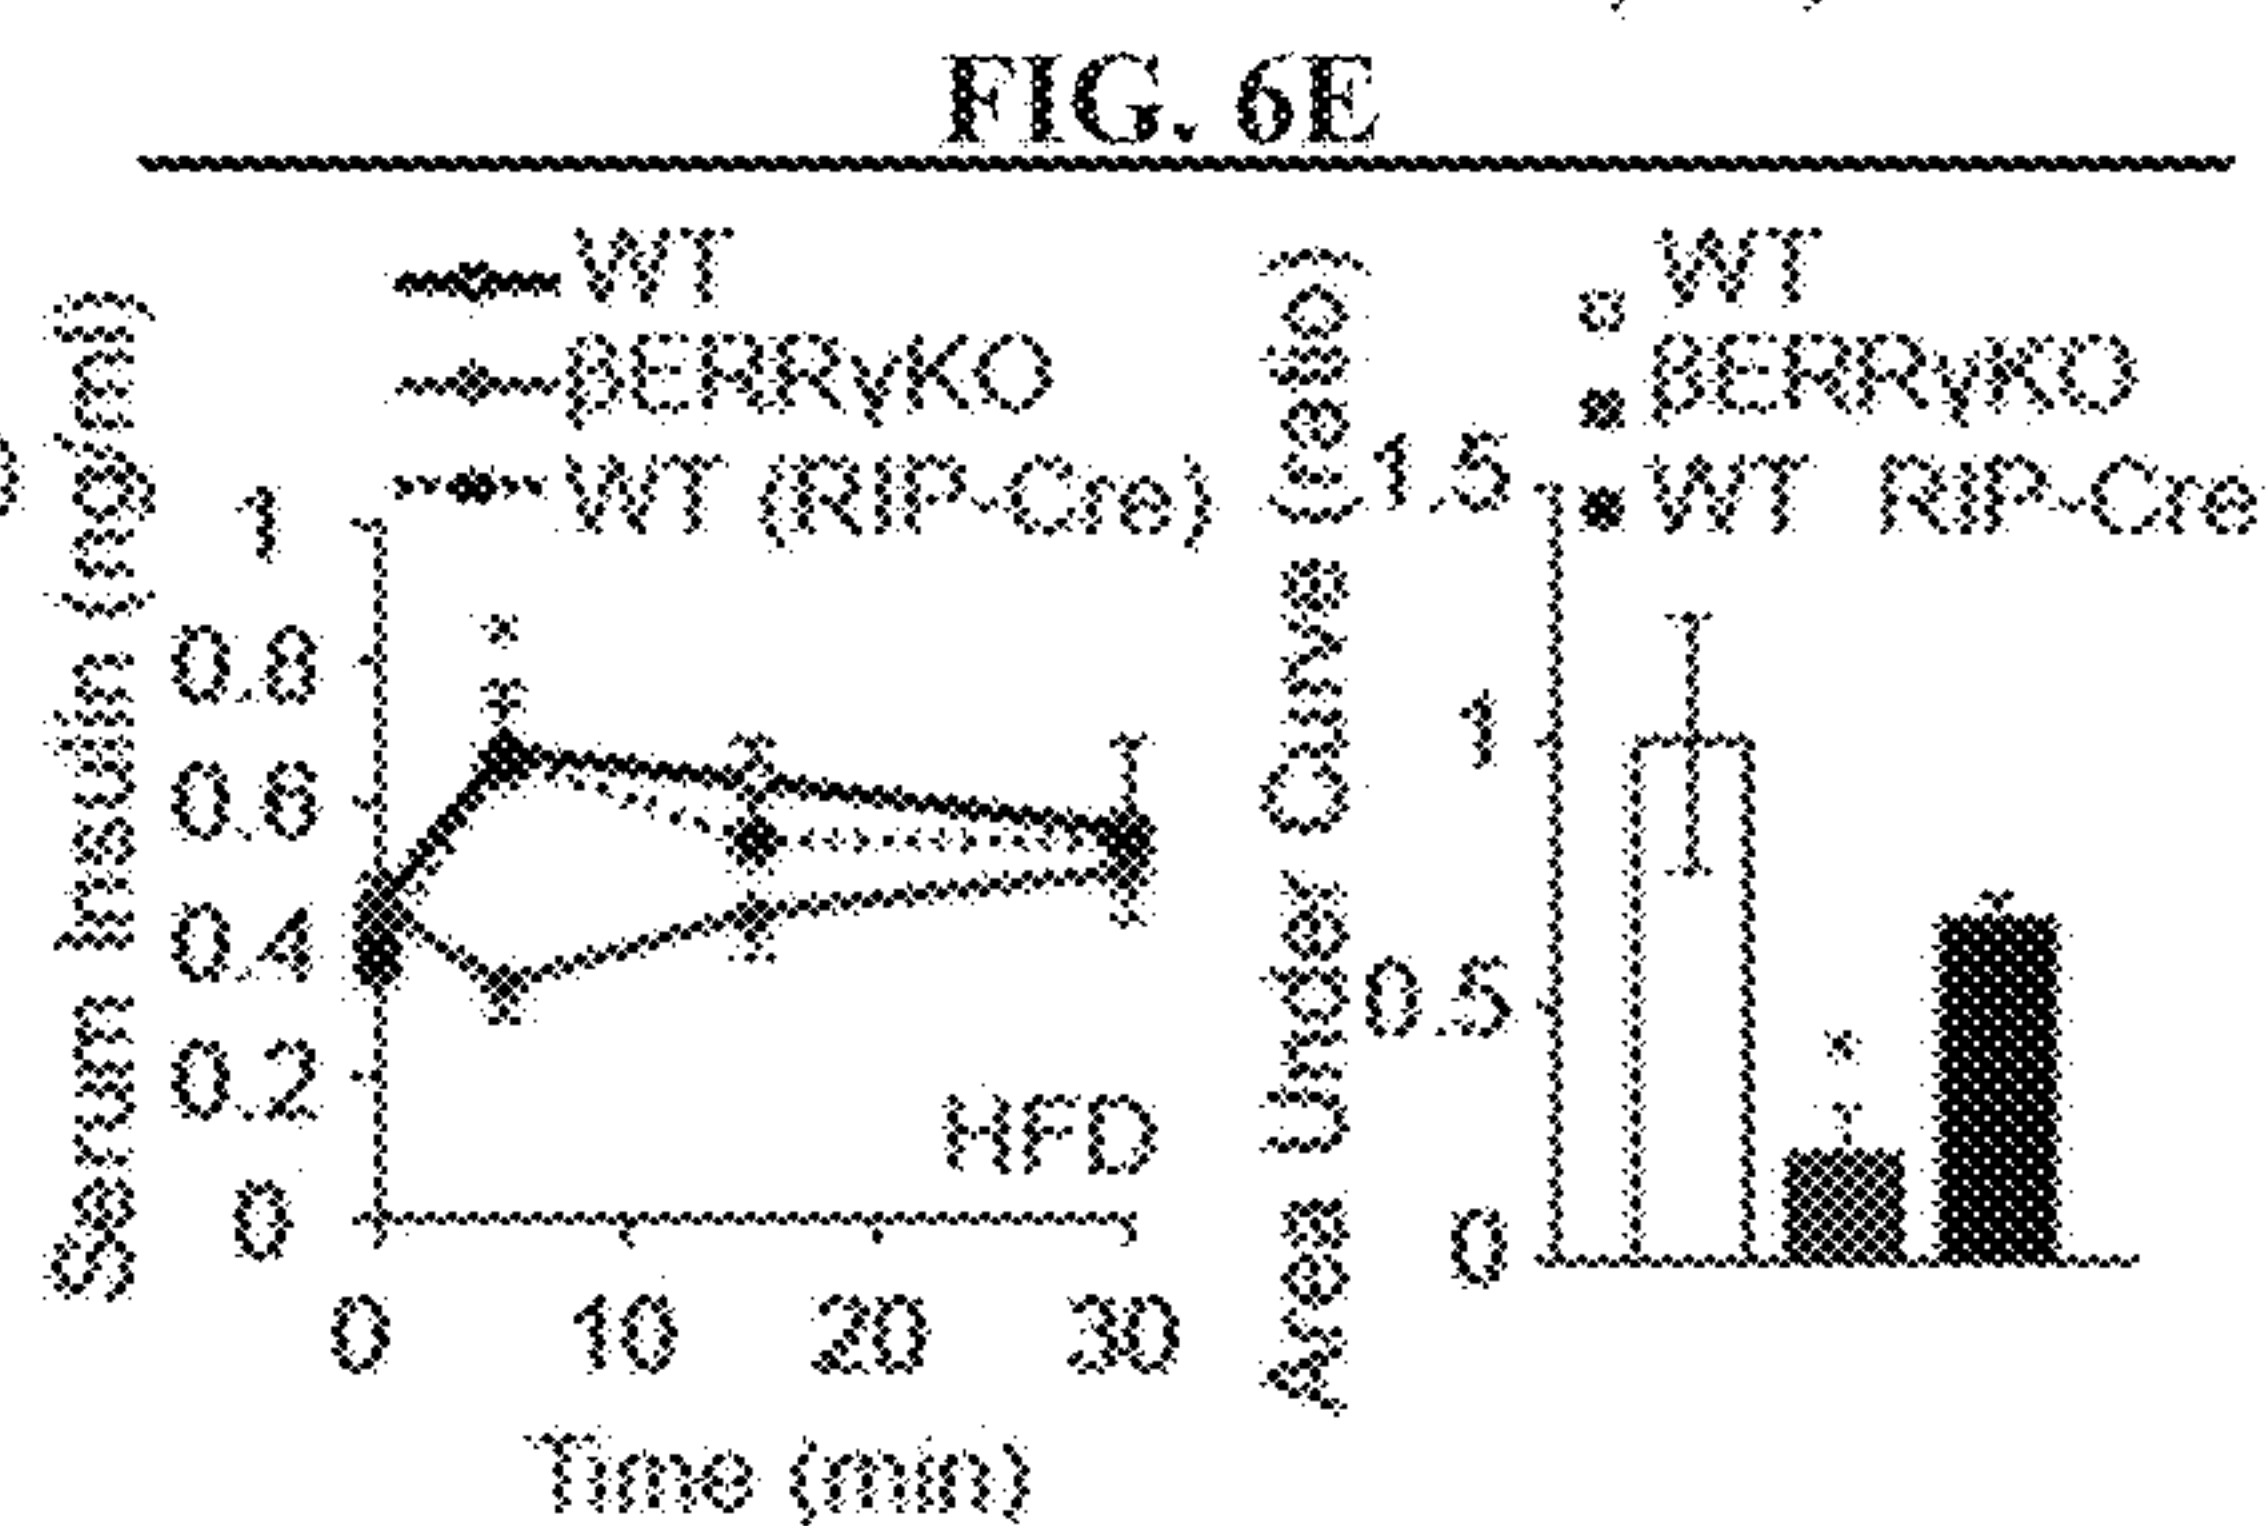 FIG. 6E
WT
βERRγKO
WT (RIP-Cre)
Serum Insulin (ng/ml)
1
0.8
0.6
*
0.4
0.2
0
HFD
0 10 20 30
Time (min)
WT
βERRγKO
WT RIP-Cre
Area Under Curve (ratio)
1.5
1
0.5
*
0